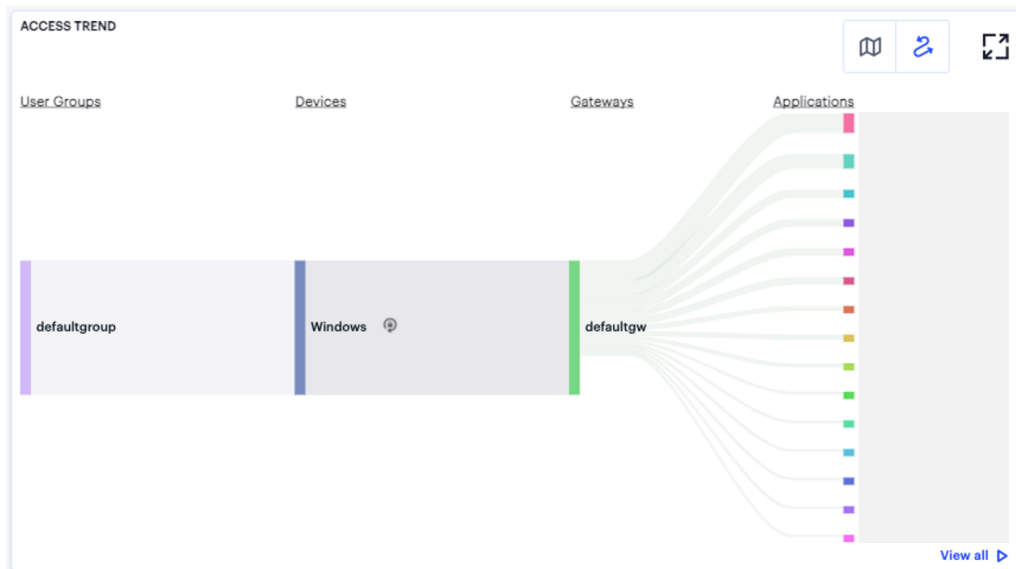 ACCESS TREND
User Groups
Devices
Gateways
Applications
defaultgroup
Windows
defaultgw
View all